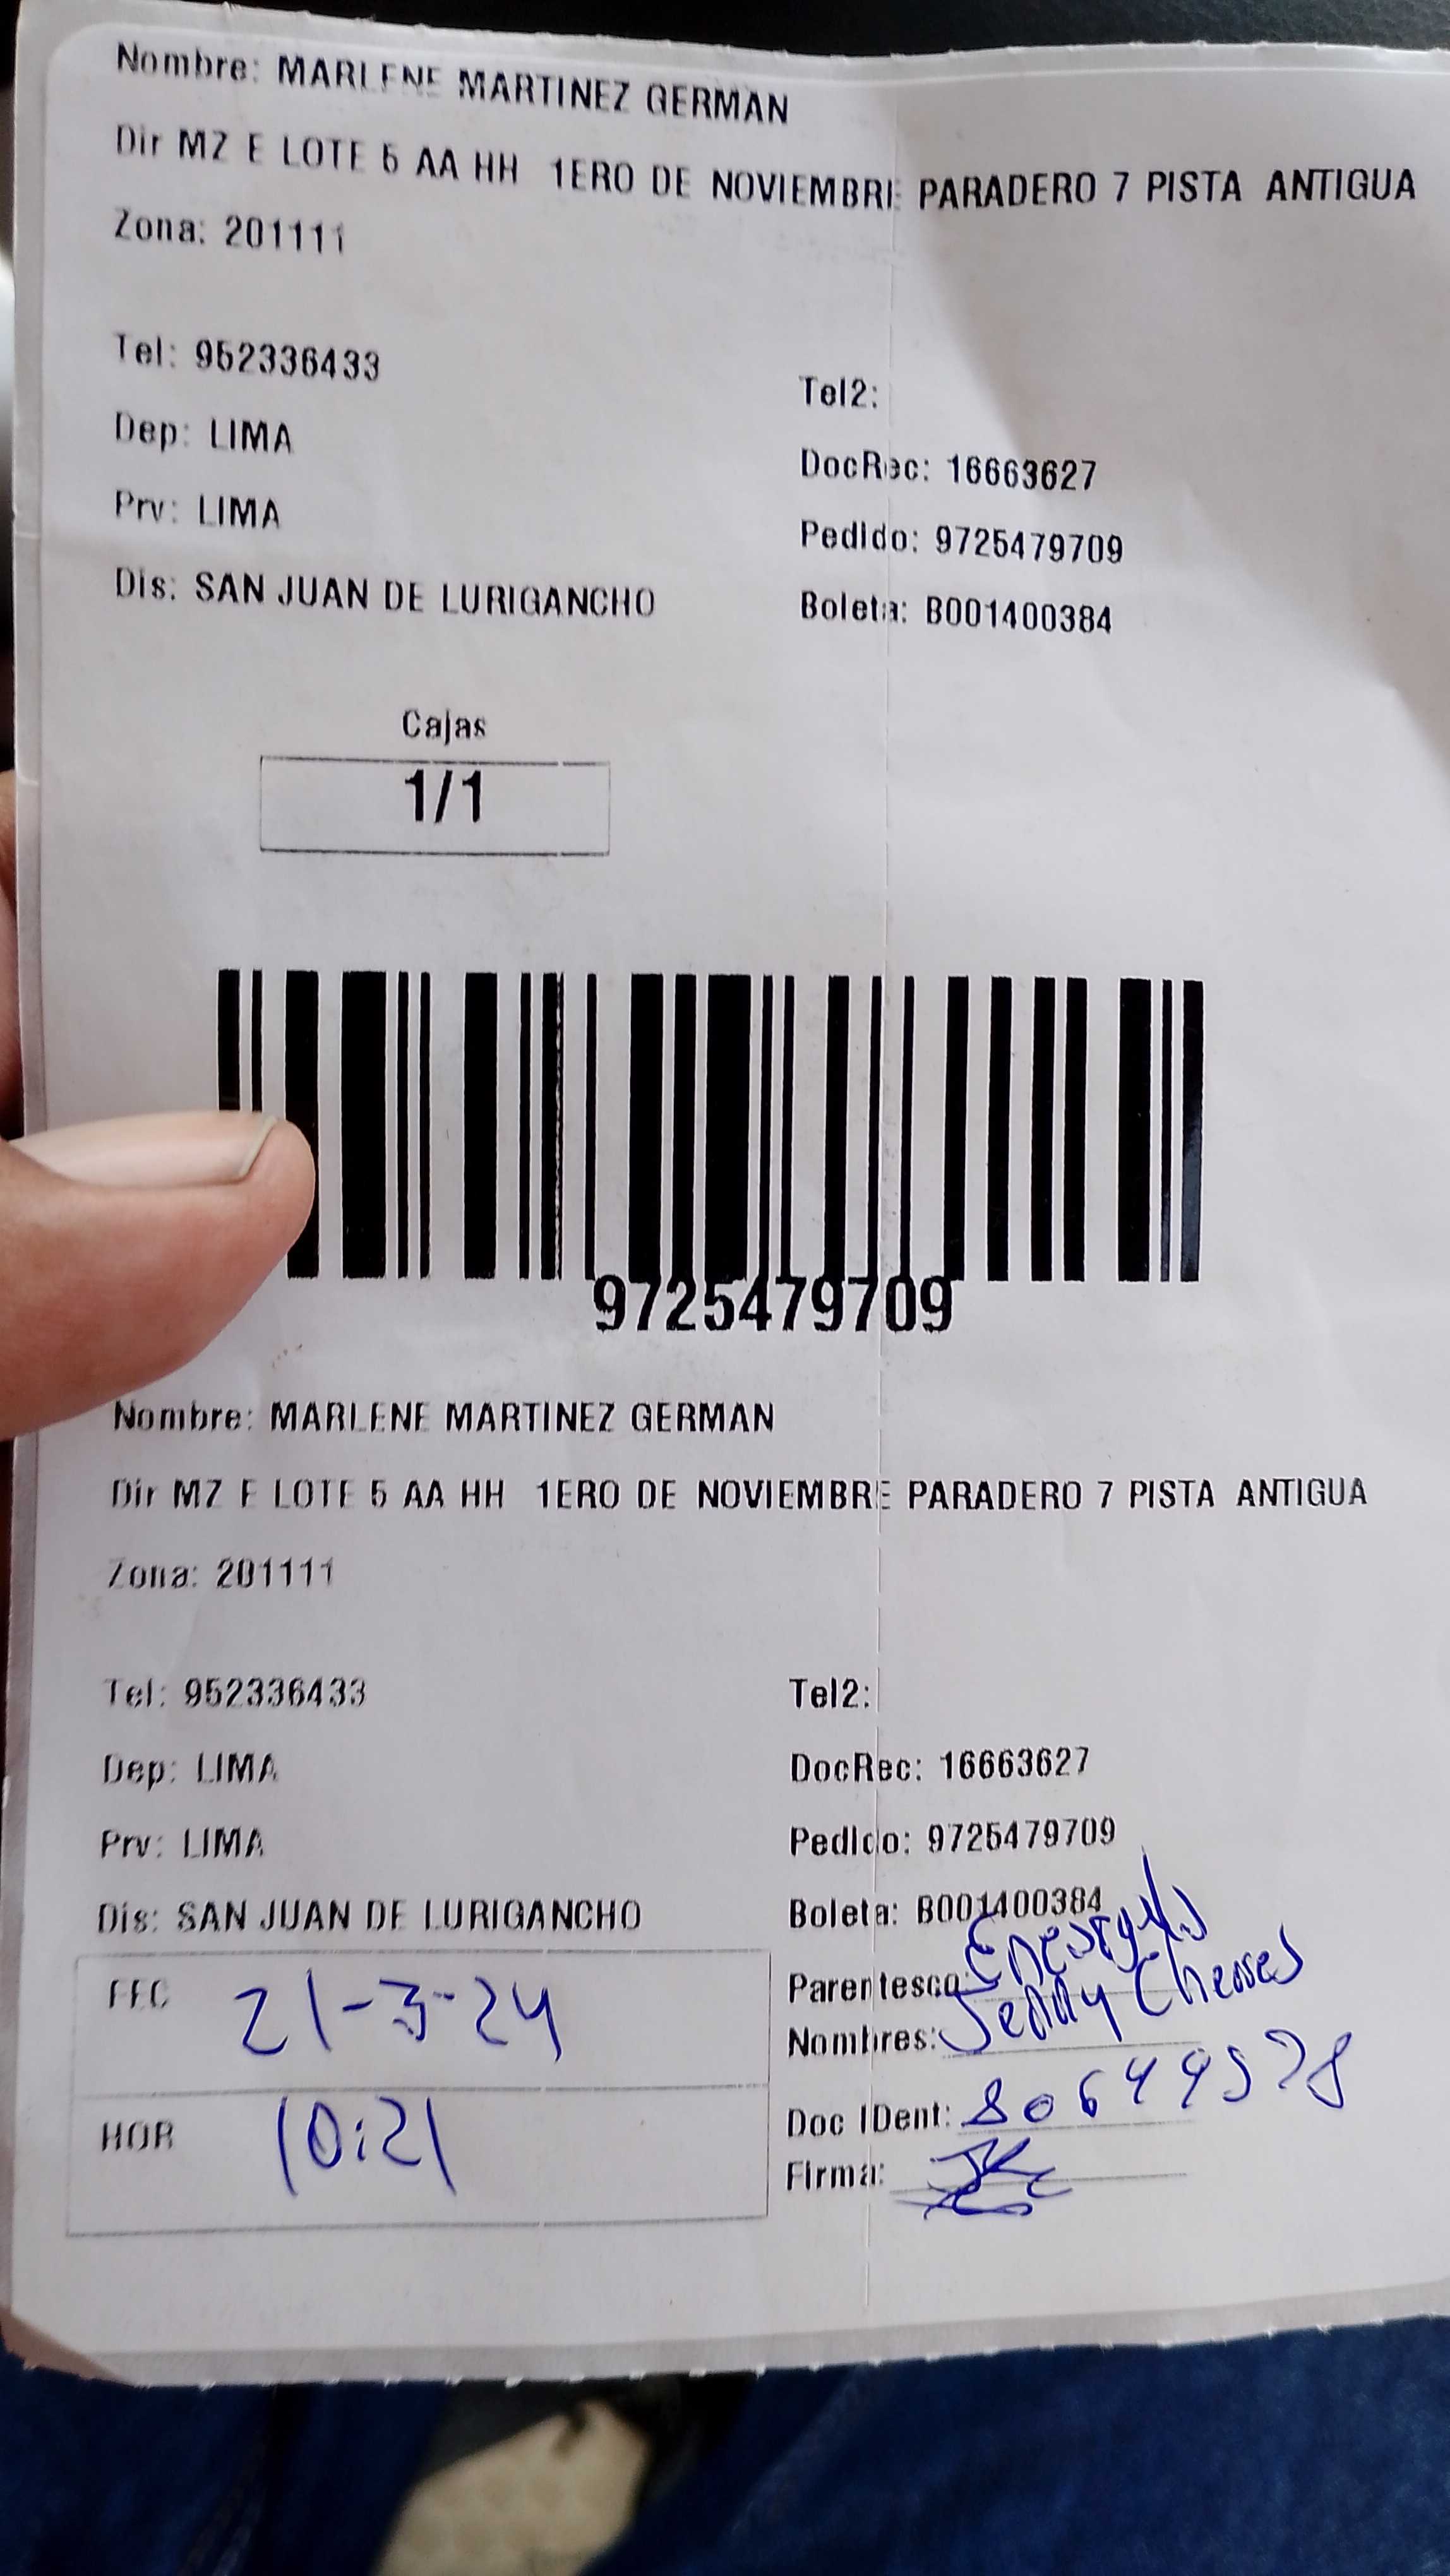 Nombre: MARLENE MARTINEZ GERMAN
Dir MZ E LOTE 5 AA HH 1ERO DE NOVIEMBRE PARADERO 7 PISTA ANTIGUA
Zona: 201111
Tel: 952336433
Tel2:
Dep: LIMA
DocRec: 16663627
Prv: LIMA
Pedido: 9725479709
Dis: SAN JUAN DE LURIGANCHO
Boleta: B001400384
Cajas
1/1
9725479709
Nombre: MARLENE MARTINEZ GERMAN
Dir MZ E LOTE 5 AA HH 1ERO DE NOVIEMBRE PARADERO 7 PISTA ANTIGUA
Zona: 201111
Tel: 952336433
Tel2:
Dep: LIMA
DocRec: 16663627
Prv: LIMA
Pedido: 9725479709
Dis: SAN JUAN DE LURIGANCHO
Boleta: B001400384
FEC 21-3-24
Parentesco:
Nombres: Jenny
HOR 10:21
Doc IDent: 80644578
Firma: